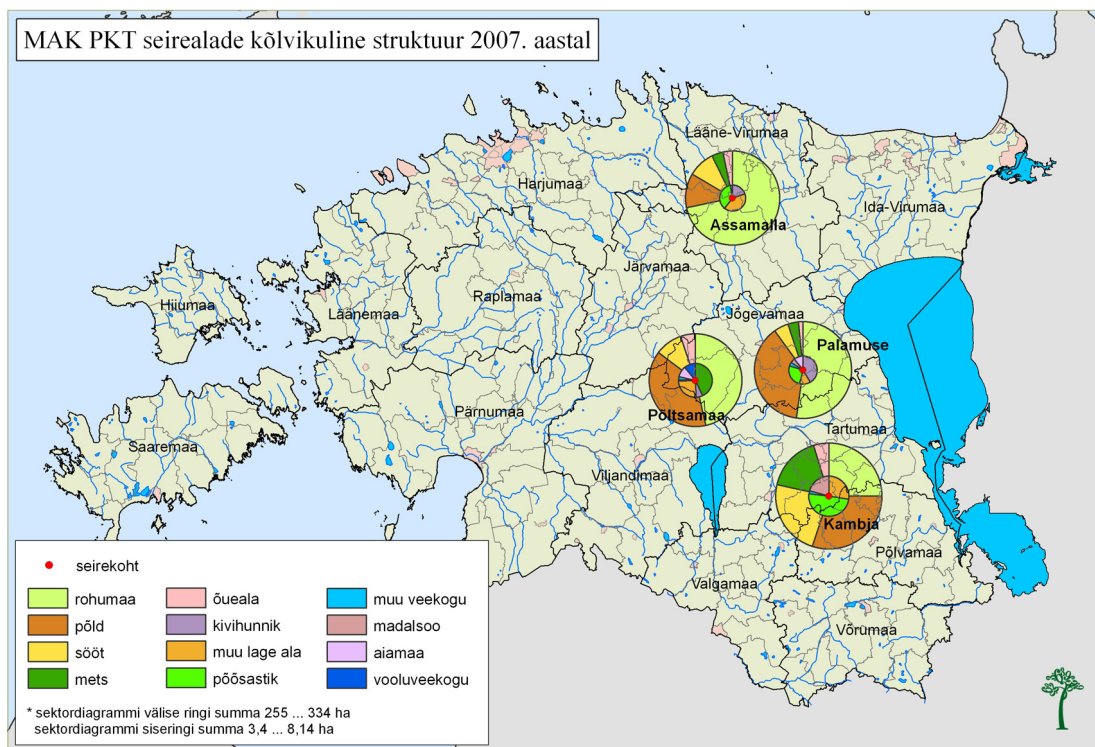 MAK PKT seirealade kõlvikuline struktuur 2007. aastal
Lääne-Virumaa
Harjumaa
Ida-Virumaa
Assamalla
Järvamaa
Hiiumaa
Läänemaa
Raplamaa
Jõgevamaa
Palamuse
Pärnumaa
Põltsamaa
Tartumaa
Saaremaa
Viljandimaa
Kambja
Põlvamaa
Valgamaa
Võrumaa
seirekoht
rohumaa
põld
sööt
mets
õueala
kivihunnik
muu lage ala
põõsastik
muu veekogu
madalsoo
aiamaa
vooluveekogu
* sektordiagrammi välise ringi summa 255 ... 334 ha
sektordiagrammi siseringi summa 3,4 ... 8,14 ha